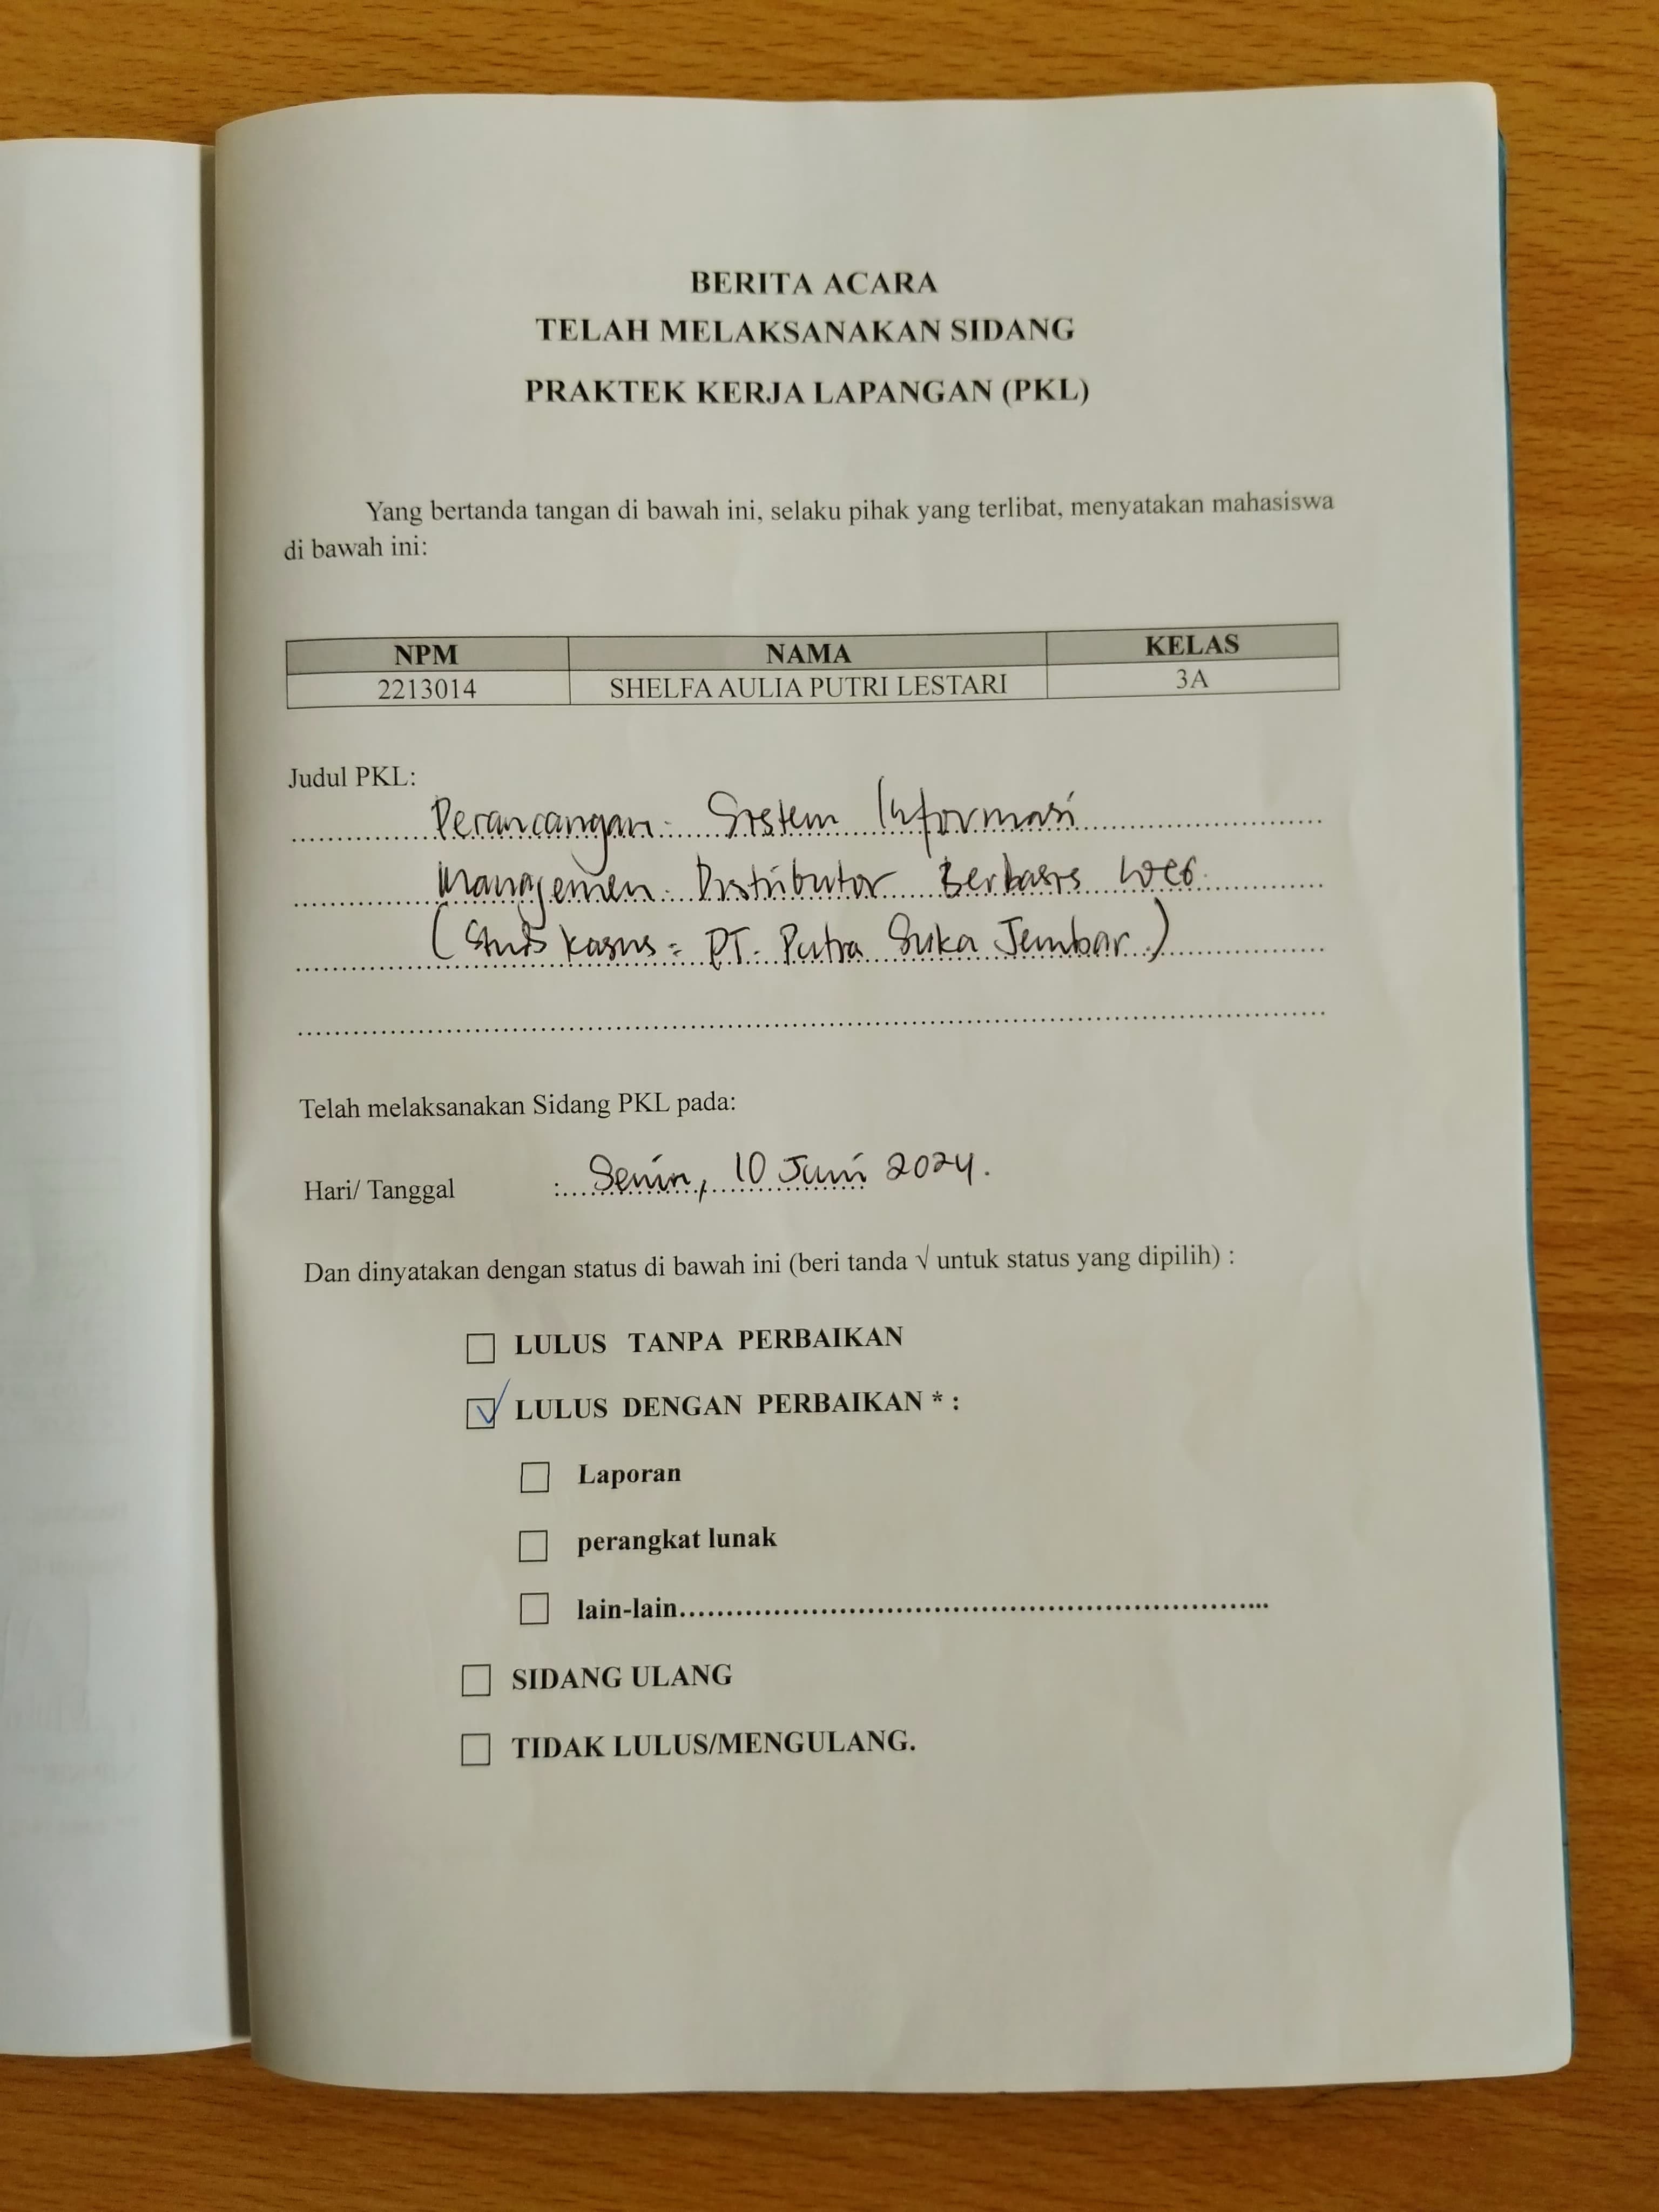 BERITA ACARA
TELAH MELAKSANAKAN SIDANG
PRAKTEK KERJA LAPANGAN (PKL)
Yang bertanda tangan di bawah ini, selaku pihak yang terlibat, menyatakan mahasiswa
di bawah ini:
NPM NAMA KELAS
2213014 SHELFA AULIA PUTRI LESTARI 3A
Judul PKL:
Perancangan Sistem Informasi
Manajemen Distributor Berbasis Web
(Studi Kasus = PT. Putra Suka Jembar)
Telah melaksanakan Sidang PKL pada:
Hari/ Tanggal : Senin, 10 Juni 2024.
Dan dinyatakan dengan status di bawah ini (beri tanda √ untuk status yang dipilih) :
☐ LULUS TANPA PERBAIKAN
☑ LULUS DENGAN PERBAIKAN * :
☐ Laporan
☐ perangkat lunak
☐ lain-lain..........
☐ SIDANG ULANG
☐ TIDAK LULUS/MENGULANG.